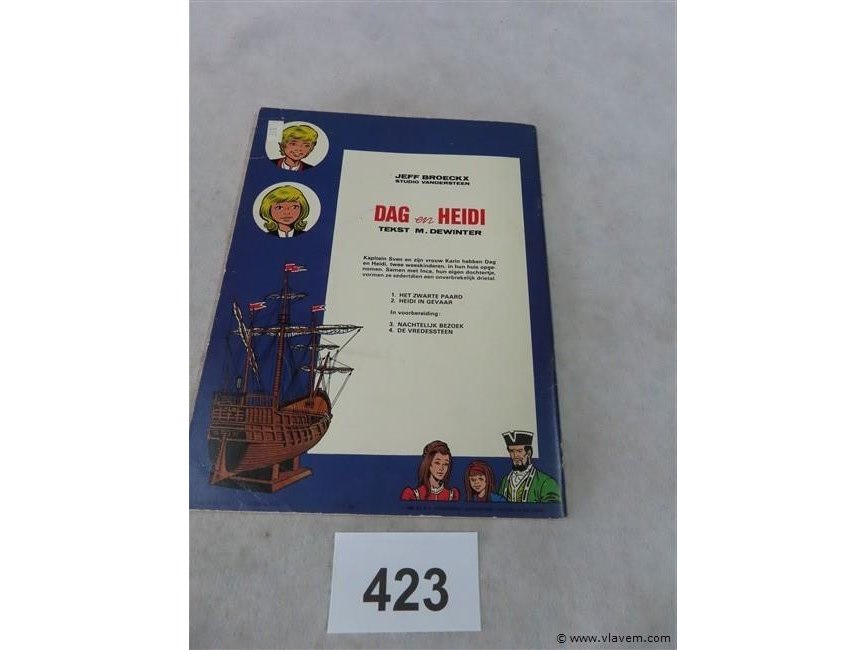 JEFF BROECKX
STUDIO VANDERSTEEN
DAG en HEIDI
TEKST M. DEWINTER
Kapitein Sven en zijn vrouw Karin hebben Dag
en Heidi, twee weeskinderen, in hun huis opge-
nomen. Samen met Inca, hun eigen dochtertje,
vormen ze sedertdien een onverbrekelijk drietal.
1. HET ZWARTE PAARD
2. HEIDI IN GEVAAR
In voorbereiding:
3. NACHTELIJK BEZOEK
4. DE VREDESSTEEN
423
© www.vlavem.com